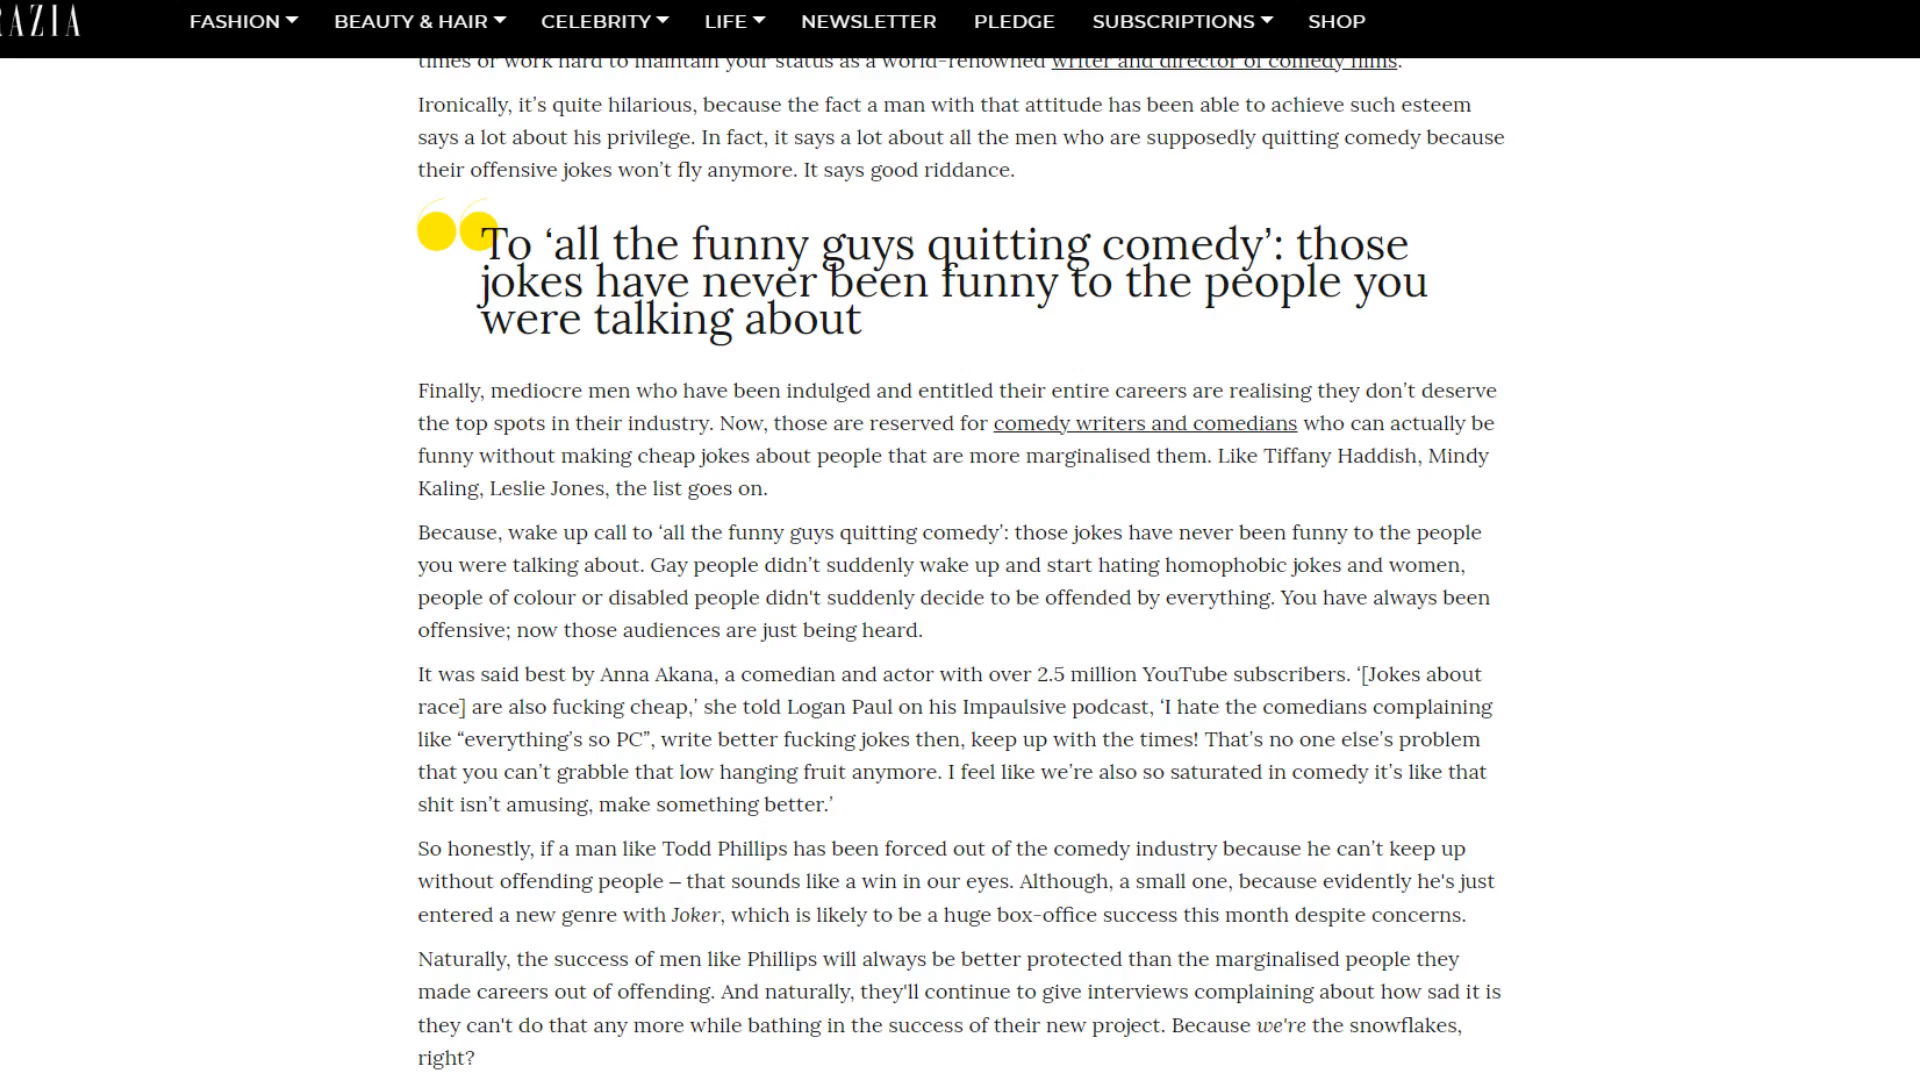 RAZIA
FASHION BEAUTY & HAIR CELEBRITY LIFE NEWSLETTER PLEDGE SUBSCRIPTIONS SHOP
times or work hard to maintain your status as a world-renowned writer and director of comedy films.
Ironically, it’s quite hilarious, because the fact a man with that attitude has been able to achieve such esteem
says a lot about his privilege. In fact, it says a lot about all the men who are supposedly quitting comedy because
their offensive jokes won’t fly anymore. It says good riddance.
To ‘all the funny guys quitting comedy’: those
jokes have never been funny to the people you
were talking about
Finally, mediocre men who have been indulged and entitled their entire careers are realising they don’t deserve
the top spots in their industry. Now, those are reserved for comedy writers and comedians who can actually be
funny without making cheap jokes about people that are more marginalised them. Like Tiffany Haddish, Mindy
Kaling, Leslie Jones, the list goes on.
Because, wake up call to ‘all the funny guys quitting comedy’: those jokes have never been funny to the people
you were talking about. Gay people didn’t suddenly wake up and start hating homophobic jokes and women,
people of colour or disabled people didn't suddenly decide to be offended by everything. You have always been
offensive; now those audiences are just being heard.
It was said best by Anna Akana, a comedian and actor with over 2.5 million YouTube subscribers. ‘[Jokes about
race] are also fucking cheap,’ she told Logan Paul on his Impaulsive podcast, ‘I hate the comedians complaining
like “everything’s so PC”, write better fucking jokes then, keep up with the times! That’s no one else’s problem
that you can’t grabble that low hanging fruit anymore. I feel like we’re also so saturated in comedy it’s like that
shit isn’t amusing, make something better.’
So honestly, if a man like Todd Phillips has been forced out of the comedy industry because he can’t keep up
without offending people – that sounds like a win in our eyes. Although, a small one, because evidently he's just
entered a new genre with Joker, which is likely to be a huge box-office success this month despite concerns.
Naturally, the success of men like Phillips will always be better protected than the marginalised people they
made careers out of offending. And naturally, they'll continue to give interviews complaining about how sad it is
they can't do that any more while bathing in the success of their new project. Because we're the snowflakes,
right?